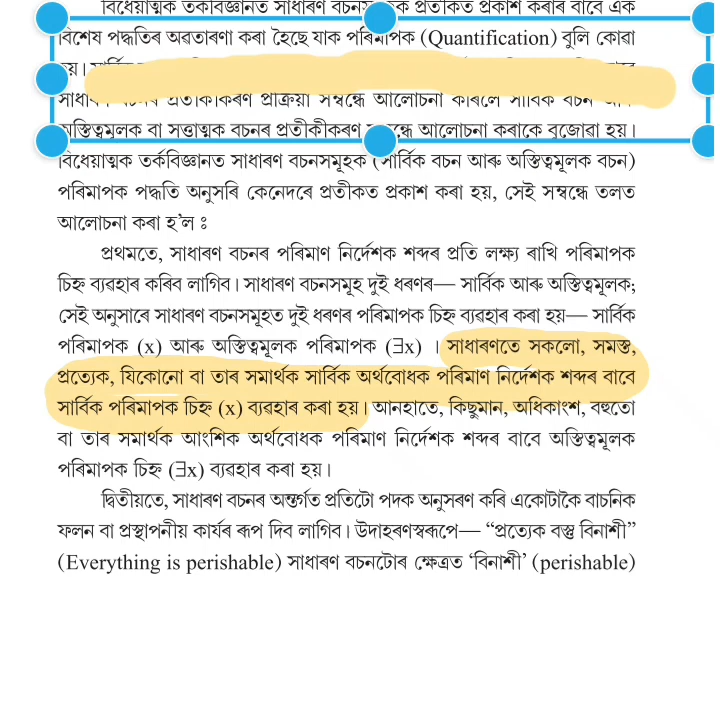 বিধেয়াত্মক তৰ্কবিজ্ঞানত সাধাৰণ প্ৰতীকত প্ৰকাশ কৰাৰ বাবে এক
বিশেষ পদ্ধতিৰ অৱতাৰণা কৰা হৈছে যাক পৰিমাপক (Quantification) বুলি কোৱা
হয়।
প্ৰতীকীকৰণ প্ৰক্ৰিয়া সম্বন্ধে আলোচনা কৰিলে সাৰ্বিক বচন আৰু
অস্তিত্বমূলক বা সত্তাত্মক বচনৰ প্ৰতীকীকৰণ সম্বন্ধে আলোচনা কৰাকে বুজোৱা হয়।
বিধেয়াত্মক তৰ্কবিজ্ঞানত সাধাৰণ বচনসমূহক (সাৰ্বিক বচন আৰু অস্তিত্বমূলক বচন)
পৰিমাপক পদ্ধতি অনুসৰি কেনেদৰে প্ৰতীকত প্ৰকাশ কৰা হয়, সেই সম্বন্ধে তলত
আলোচনা কৰা হ’ল ঃ
প্ৰথমতে, সাধাৰণ বচনৰ পৰিমাণ নিৰ্দেশক শব্দৰ প্ৰতি লক্ষ্য ৰাখি পৰিমাপক
চিহ্ন ব্যৱহাৰ কৰিব লাগিব। সাধাৰণ বচনসমূহ দুই ধৰণৰ— সাৰ্বিক আৰু অস্তিত্বমূলক;
সেই অনুসাৰে সাধাৰণ বচনসমূহত দুই ধৰণৰ পৰিমাপক চিহ্ন ব্যৱহাৰ কৰা হয়— সাৰ্বিক
পৰিমাপক (x) আৰু অস্তিত্বমূলক পৰিমাপক (∃x) । সাধাৰণতে সকলো, সমস্ত,
প্ৰত্যেক, যিকোনো বা তাৰ সমাৰ্থক সাৰ্বিক অৰ্থবোধক পৰিমাণ নিৰ্দেশক শব্দৰ বাবে
সাৰ্বিক পৰিমাপক চিহ্ন (x) ব্যৱহাৰ কৰা হয়। আনহাতে, কিছুমান, অধিকাংশ, বহুতো
বা তাৰ সমাৰ্থক আংশিক অৰ্থবোধক পৰিমাণ নিৰ্দেশক শব্দৰ বাবে অস্তিত্বমূলক
পৰিমাপক চিহ্ন (∃x) ব্যৱহাৰ কৰা হয়।
দ্বিতীয়তে, সাধাৰণ বচনৰ অন্তৰ্গত প্ৰতিটো পদক অনুসৰণ কৰি একোটাকৈ বাচনিক
ফলন বা প্ৰস্থাপনীয় কাৰ্যৰ ৰূপ দিব লাগিব। উদাহৰণস্বৰূপে— “প্ৰত্যেক বস্তু বিনাশী”
(Everything is perishable) সাধাৰণ বচনটোৰ ক্ষেত্ৰত ‘বিনাশী’ (perishable)